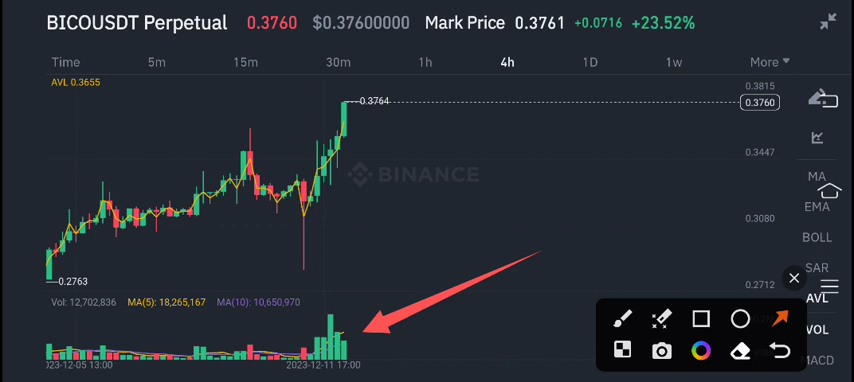 BICOUSDT Perpetual 0.3760 $0.37600000 Mark Price 0.3761 +0.0716 +23.52%
Time 5m 15m 30m 1h 4h 1D 1w More
AVL 0.3655
0.3815
0.3764
0.3760
0.3447
BINANCE
MA
EMA
0.3080
BOLL
SAR
0.2763
0.2712
AVL
Vol: 12,702,836 MA(5): 18,265,167 MA(10): 10,650,970
VOL
MACD
023-12-05 13:00 2023-12-11 17:00